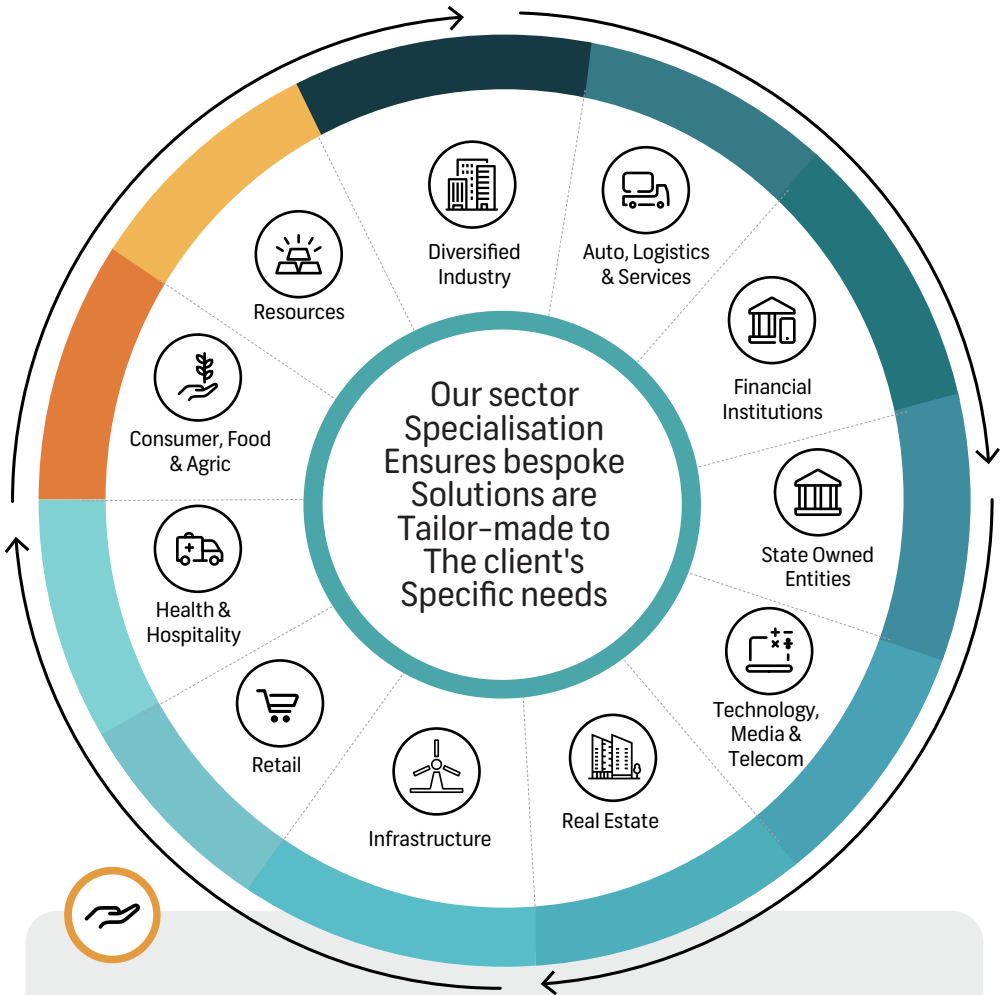 Diversified
Industry
Auto, Logistics
& Services
Financial
Institutions
State Owned
Entities
Technology,
Media &
Telecom
Real Estate
Infrastructure
Retail
Health &
Hospitality
Consumer, Food
& Agric
Resources
Our sector
Specialisation
Ensures bespoke
Solutions are
Tailor-made to
The client's
Specific needs